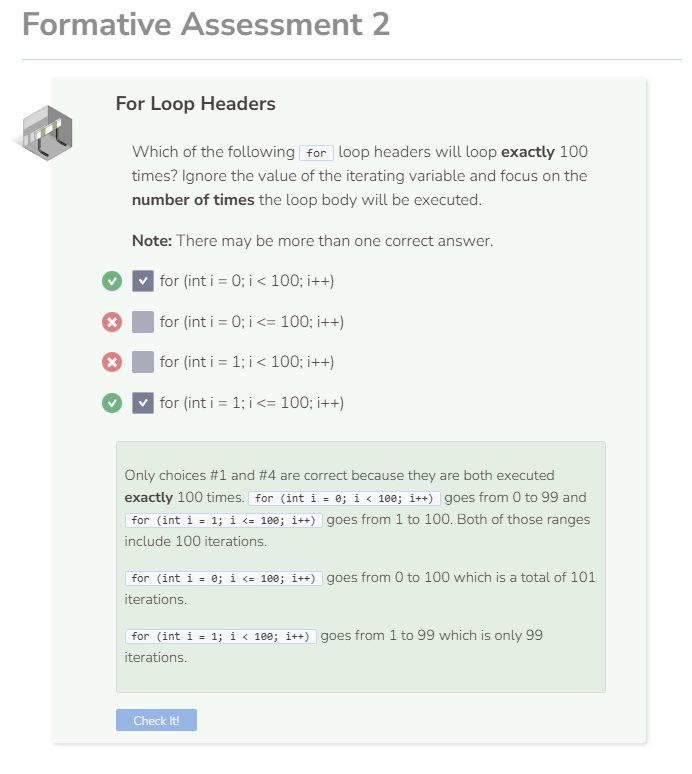 Formative Assessment 2
For Loop Headers
Which of the following for loop headers will loop exactly 100
times? Ignore the value of the iterating variable and focus on the
number of times the loop body will be executed.
Note: There may be more than one correct answer.
for (int i = 0; i < 100; i++)
for (int i = 0; i <= 100; i++)
for (int i = 1; i < 100; i++)
for (int i = 1; i <= 100; i++)
Only choices #1 and #4 are correct because they are both executed
exactly 100 times. for (int i = 0; i < 100; i++) goes from 0 to 99 and
for (int i = 1; i <= 100; i++) goes from 1 to 100. Both of those ranges
include 100 iterations.
for (int i = 0; i <= 100; i++) goes from 0 to 100 which is a total of 101
iterations.
for (int i = 1; i < 100; i++) goes from 1 to 99 which is only 99
iterations.
Check It!